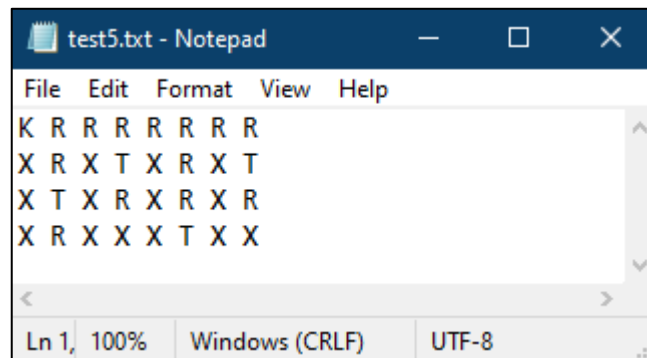 test5.txt - Notepad
File Edit Format View Help
K R R R R R R R
X R X T X R X T
X T X R X R X R
X R X X X T X X
Ln 1, 100% Windows (CRLF) UTF-8